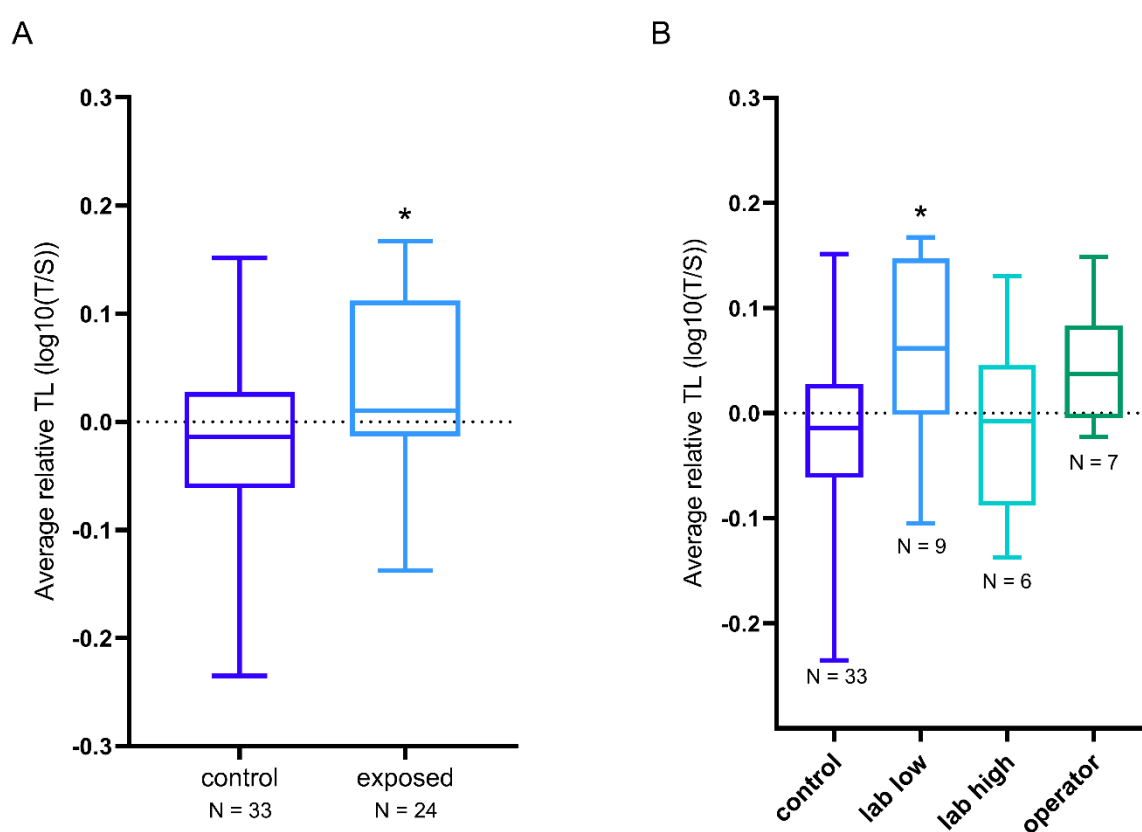 A
Average relative TL (log10(T/S))
0.3
0.2
0.1
0.0
-0.1
-0.2
-0.3
*
control
exposed
N = 33
N = 24
B
Average relative TL (log10(T/S))
0.3
0.2
0.1
0.0
-0.1
-0.2
*
N = 33
N = 9
N = 6
N = 7
control
lab low
lab high
operator